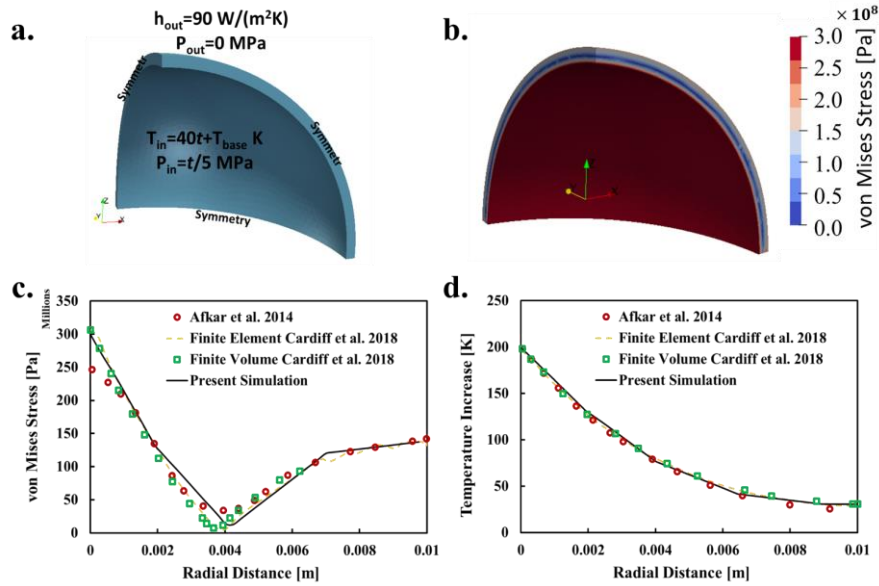 a.
h_out=90 W/(m²K)
P_out=0 MPa
Symmetry
Symmetr
T_in=40t+T_base K
P_in=t/5 MPa
Symmetry
Z
Y
X
b.
Z
Y
X
× 10⁸
3.0
2.5
2.0
1.5
1.0
0.5
0.0
von Mises Stress [Pa]
c.
Millions
350
300
250
200
150
100
50
0
von Mises Stress [Pa]
Afkar et al. 2014
Finite Element Cardiff et al. 2018
Finite Volume Cardiff et al. 2018
Present Simulation
0 0.002 0.004 0.006 0.008 0.01
Radial Distance [m]
d.
250
200
150
100
50
0
Temperature Increase [K]
Afkar et al. 2014
Finite Element Cardiff et al. 2018
Finite Volume Cardiff et al. 2018
Present Simulation
0 0.002 0.004 0.006 0.008 0.01
Radial Distance [m]